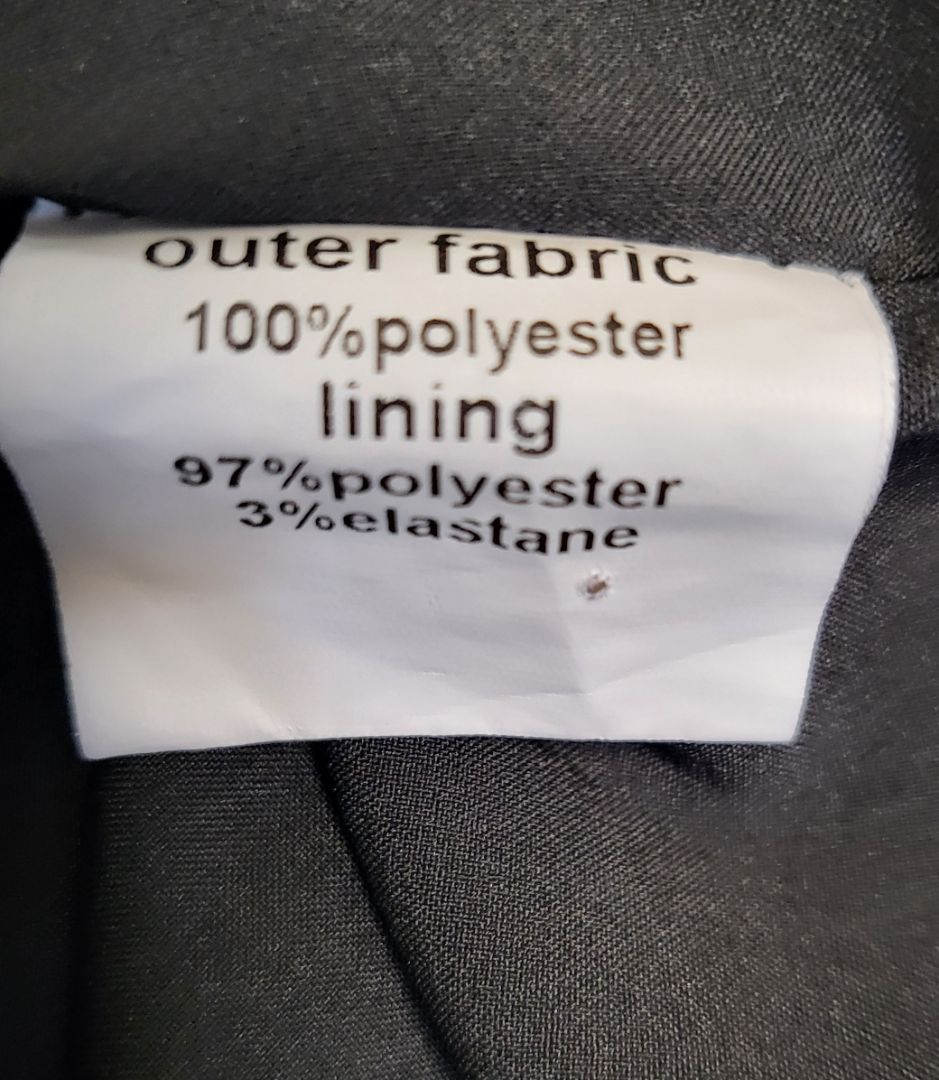 outer fabric
100%polyester
lining
97%polyester
3%elastane